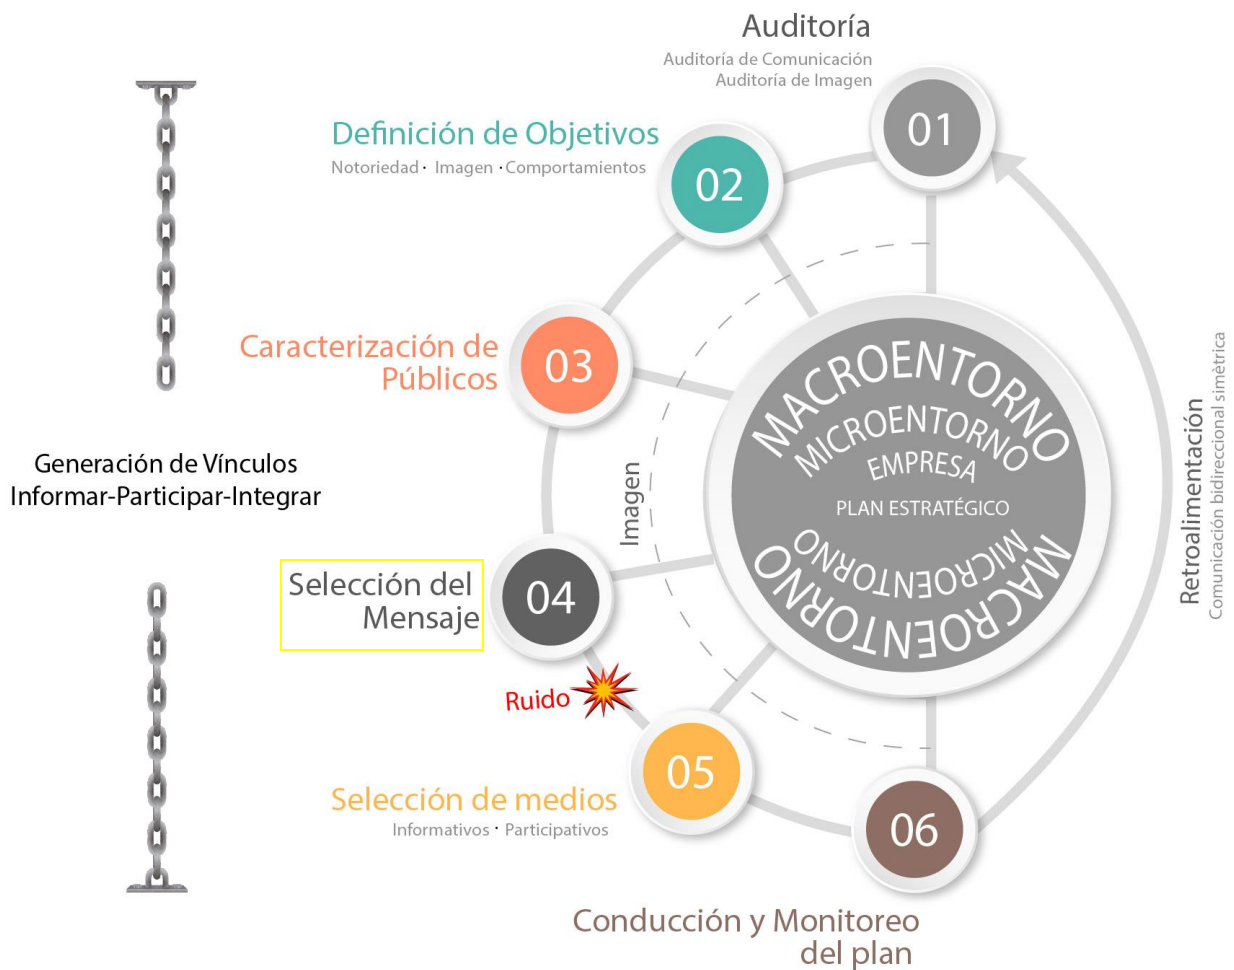 Auditoría
Auditoría de Comunicación
Auditoría de Imagen
01
Definición de Objetivos
Notoriedad · Imagen · Comportamientos
02
Caracterización de
Públicos
03
Generación de Vínculos
Informar-Participar-Integrar
Imagen
Selección del
Mensaje
04
Ruido
Selección de medios
Informativos · Participativos
05
06
Conducción y Monitoreo
del plan
MACROENTORNO
MICROENTORNO
EMPRESA
PLAN ESTRATÉGICO
MICROENTORNO
MACROENTORNO
Retroalimentación
Comunicación bidireccional simètrica